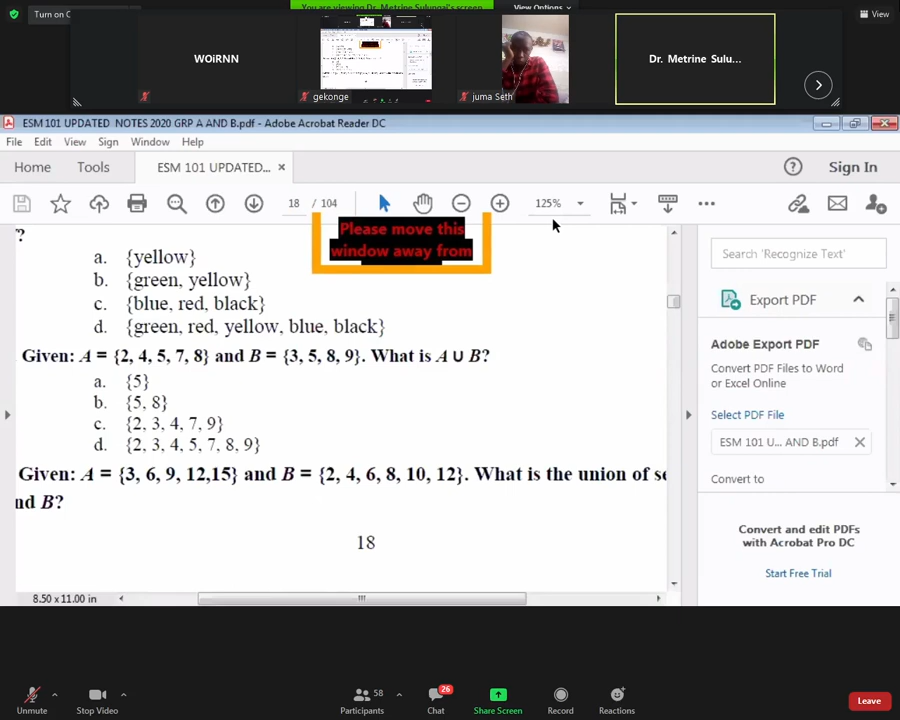 You are viewing Dr. Metrine Sulungai's screen
View Options
Turn on C
View
WOiRNN
gekonge
juma Seth
Dr. Metrine Sulu...
ESM 101 UPDATED NOTES 2020 GRP A AND B.pdf - Adobe Acrobat Reader DC
File Edit View Sign Window Help
Home Tools ESM 101 UPDATED... × Sign In
18 / 104 125%
Please move this
window away from
?
a. {yellow}
b. {green, yellow}
c. {blue, red, black}
d. {green, red, yellow, blue, black}
Given: A = {2, 4, 5, 7, 8} and B = {3, 5, 8, 9}. What is A ∪ B?
a. {5}
b. {5, 8}
c. {2, 3, 4, 7, 9}
d. {2, 3, 4, 5, 7, 8, 9}
Given: A = {3, 6, 9, 12,15} and B = {2, 4, 6, 8, 10, 12}. What is the union of se
nd B?
18
8.50 x 11.00 in
Search 'Recognize Text'
Export PDF
Adobe Export PDF
Convert PDF Files to Word
or Excel Online
Select PDF File
ESM 101 U... AND B.pdf
Convert to
Convert and edit PDFs
with Acrobat Pro DC
Start Free Trial
Unmute
Stop Video
58
Participants
26
Chat
Share Screen
Record
Reactions
Leave